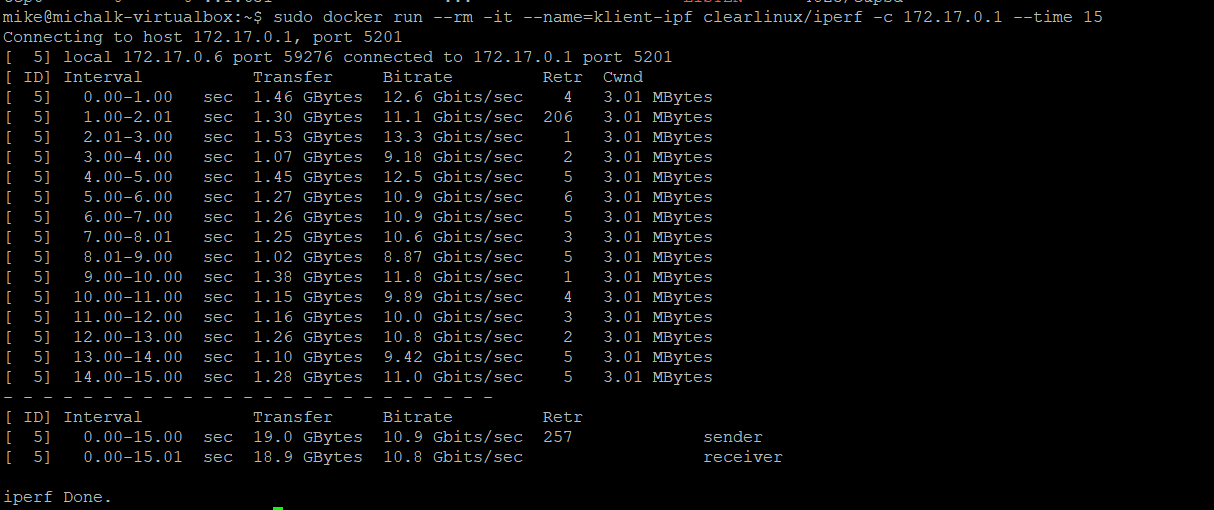 mike@michalk-virtualbox:~$ sudo docker run --rm -it --name=klient-ipf clearlinux/iperf -c 172.17.0.1 --time 15
Connecting to host 172.17.0.1, port 5201
[  5] local 172.17.0.6 port 59276 connected to 172.17.0.1 port 5201
[ ID] Interval           Transfer     Bitrate         Retr  Cwnd
[  5]   0.00-1.00   sec  1.46 GBytes  12.6 Gbits/sec    4   3.01 MBytes
[  5]   1.00-2.01   sec  1.30 GBytes  11.1 Gbits/sec  206   3.01 MBytes
[  5]   2.01-3.00   sec  1.53 GBytes  13.3 Gbits/sec    1   3.01 MBytes
[  5]   3.00-4.00   sec  1.07 GBytes  9.18 Gbits/sec    2   3.01 MBytes
[  5]   4.00-5.00   sec  1.45 GBytes  12.5 Gbits/sec    5   3.01 MBytes
[  5]   5.00-6.00   sec  1.27 GBytes  10.9 Gbits/sec    6   3.01 MBytes
[  5]   6.00-7.00   sec  1.26 GBytes  10.9 Gbits/sec    5   3.01 MBytes
[  5]   7.00-8.01   sec  1.25 GBytes  10.6 Gbits/sec    3   3.01 MBytes
[  5]   8.01-9.00   sec  1.02 GBytes  8.87 Gbits/sec    5   3.01 MBytes
[  5]   9.00-10.00  sec  1.38 GBytes  11.8 Gbits/sec    1   3.01 MBytes
[  5]  10.00-11.00  sec  1.15 GBytes  9.89 Gbits/sec    4   3.01 MBytes
[  5]  11.00-12.00  sec  1.16 GBytes  10.0 Gbits/sec    3   3.01 MBytes
[  5]  12.00-13.00  sec  1.26 GBytes  10.8 Gbits/sec    2   3.01 MBytes
[  5]  13.00-14.00  sec  1.10 GBytes  9.42 Gbits/sec    5   3.01 MBytes
[  5]  14.00-15.00  sec  1.28 GBytes  11.0 Gbits/sec    5   3.01 MBytes
- - - - - - - - - - - - - - - - - - - - - - - - -
[ ID] Interval           Transfer     Bitrate         Retr
[  5]   0.00-15.00  sec  19.0 GBytes  10.9 Gbits/sec  257             sender
[  5]   0.00-15.01  sec  18.9 GBytes  10.8 Gbits/sec                  receiver
iperf Done.